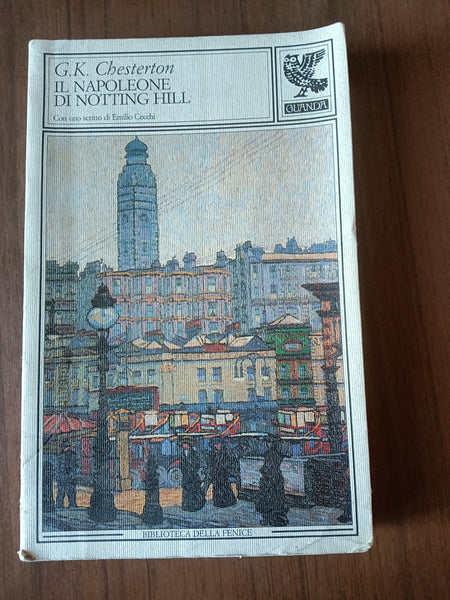 G.K. Chesterton
IL NAPOLEONE
DI NOTTING HILL
Con uno scritto di Emilio Cecchi
GUANDA
BIBLIOTECA DELLA FENICE